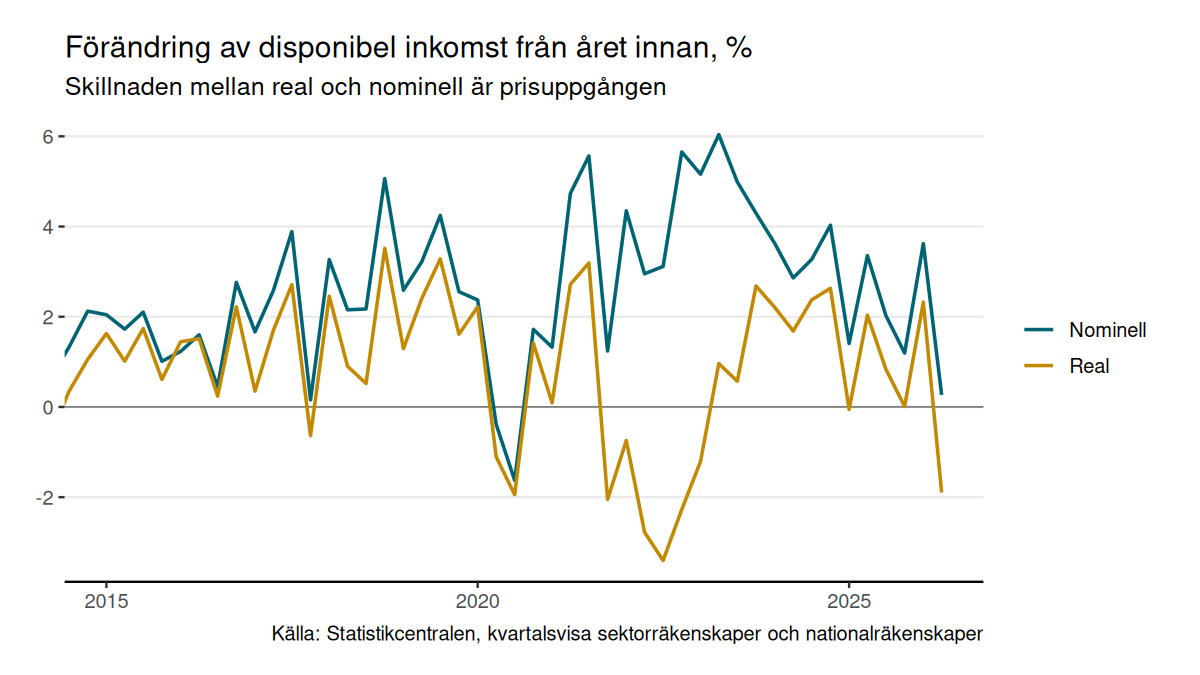 Förändring av disponibel inkomst från året innan, %
Skillnaden mellan real och nominell är prisuppgången
6
4
2
0
-2
Nominell
Real
2015
2020
2025
Källa: Statistikcentralen, kvartalsvisa sektorräkenskaper och nationalräkenskaper